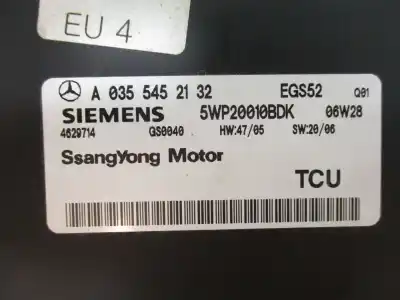 EU 4
A 035 545 21 32 EGS52 Q01
SIEMENS 5WP20010BDK 06W28
4629714 GS0040 HW:47/05 SW:20/06
SsangYong Motor
TCU